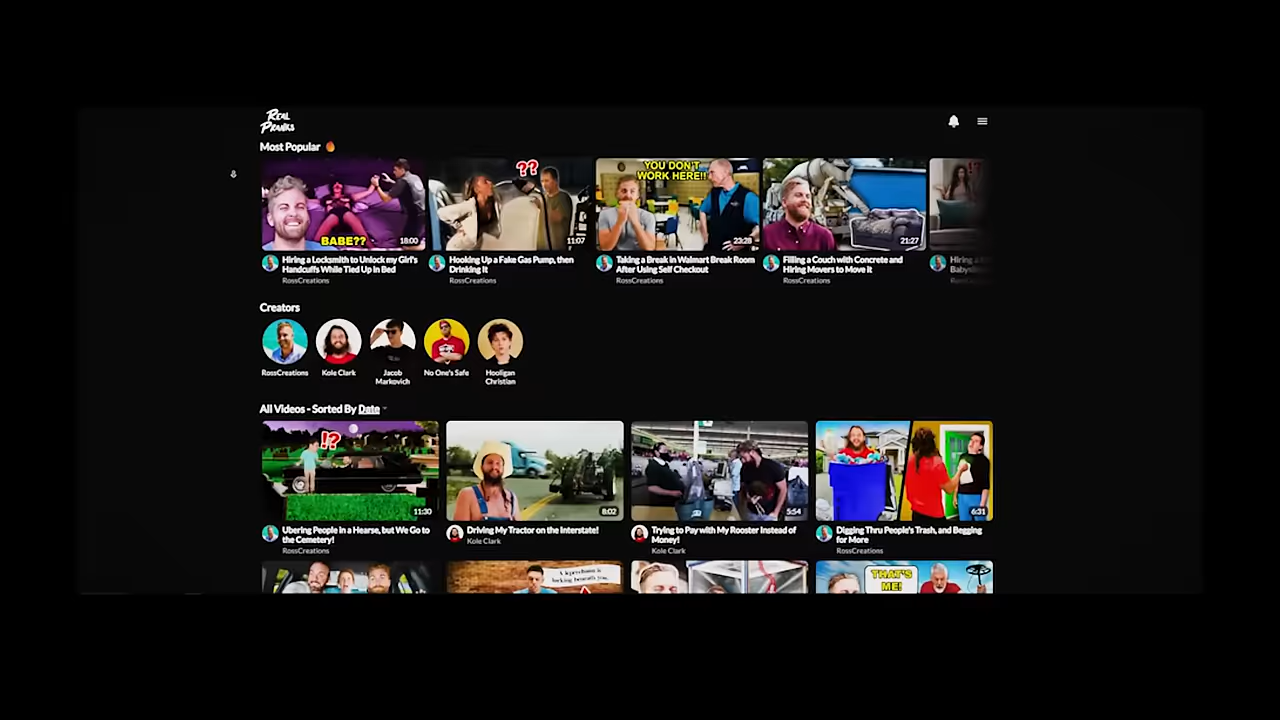 REAL
PRANKS
Most Popular
??
YOU DON'T
WORK HERE!!
BABE??
18:00
11:07
23:28
21:27
Hiring a Locksmith to Unlock my Girl's
Handcuffs While Tied Up in Bed
RossCreations
Hooking Up a Fake Gas Pump, then
Drinking It
RossCreations
Taking a Break in Walmart Break Room
After Using Self Checkout
RossCreations
Filling a Couch with Concrete and
Hiring Movers to Move it
RossCreations
Hiring
Creators
RossCreations
Kole Clark
Jacob
Markovich
No One's Safe
Hooligan
Christian
All Videos - Sorted By Date
!?
11:30
8:02
5:54
6:31
Ubering People in a Hearse, but We Go to
the Cemetery!
RossCreations
Driving My Tractor on the Interstate!
Kole Clark
Trying to Pay with My Rooster Instead of
Money!
Kole Clark
Digging Thru People's Trash, and Begging
for More
RossCreations
A leprechaun is
lurking beneath you.
THAT'S
ME!